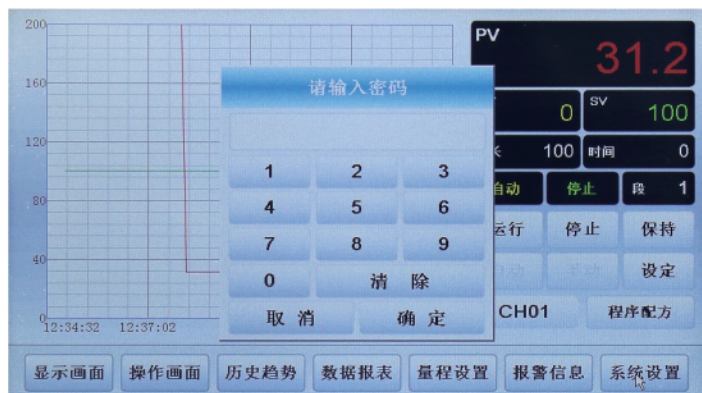 200
160
120
80
40
0
12:34:32 12:37:02
请输入密码
1 2 3
4 5 6
7 8 9
0 清 除
取 消 确 定
PV
31.2
0 SV 100
100 时间 0
自动 停止 段 1
运行 停止 保持
设定
CH01 程序配方
显示画面 操作画面 历史趋势 数据报表 量程设置 报警信息 系统设置